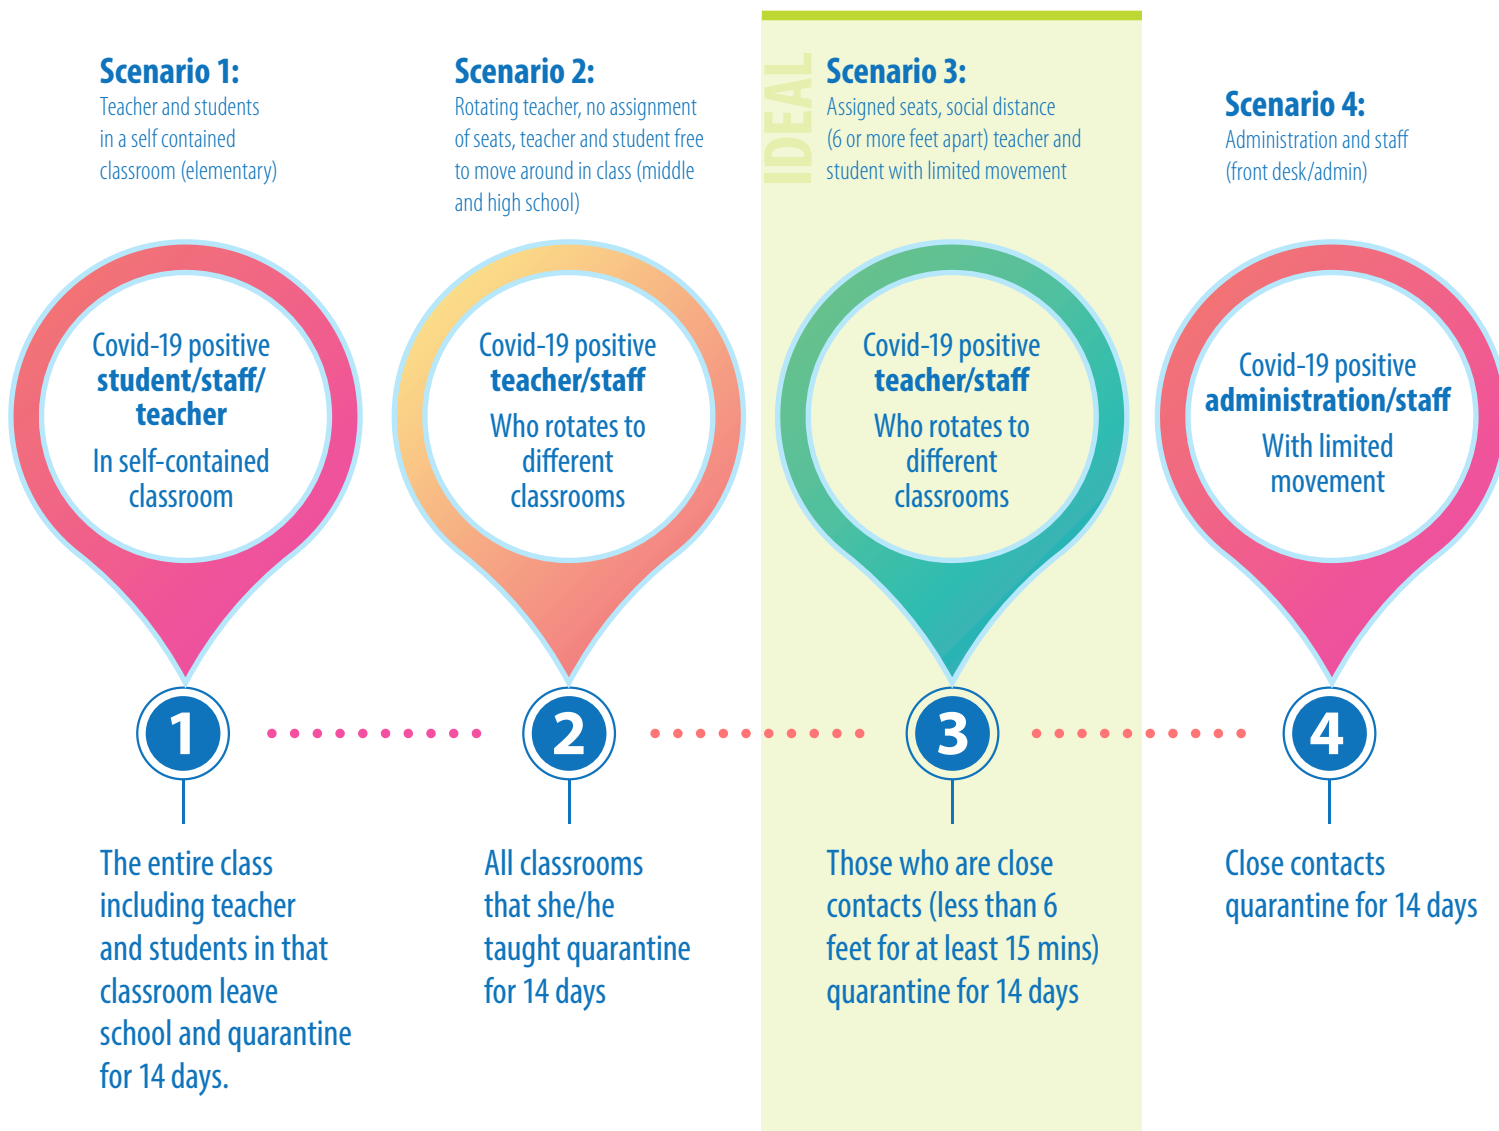 Scenario 1:
Teacher and students
in a self contained
classroom (elementary)
Covid-19 positive
student/staff/
teacher
In self-contained
classroom
1
The entire class
including teacher
and students in that
classroom leave
school and quarantine
for 14 days.
Scenario 2:
Rotating teacher, no assignment
of seats, teacher and student free
to move around in class (middle
and high school)
Covid-19 positive
teacher/staff
Who rotates to
different
classrooms
2
All classrooms
that she/he
taught quarantine
for 14 days
IDEAL
Scenario 3:
Assigned seats, social distance
(6 or more feet apart) teacher and
student with limited movement
Covid-19 positive
teacher/staff
Who rotates to
different
classrooms
3
Those who are close
contacts (less than 6
feet for at least 15 mins)
quarantine for 14 days
Scenario 4:
Administration and staff
(front desk/admin)
Covid-19 positive
administration/staff
With limited
movement
4
Close contacts
quarantine for 14 days